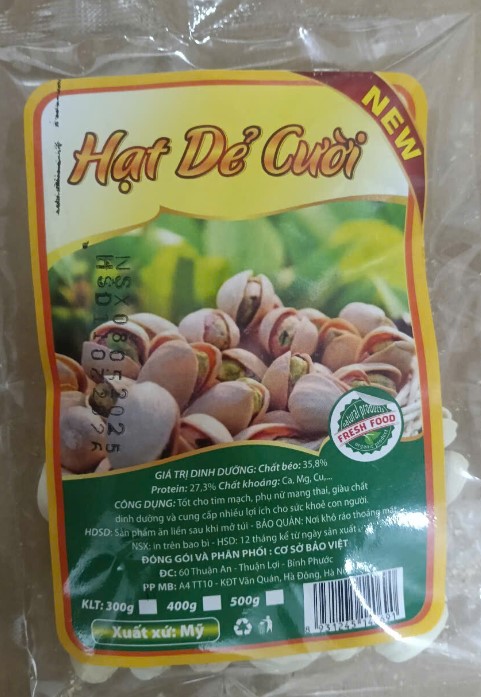 NEW
Hạt Dẻ Cười
NSX08052025
natural products
FRESH FOOD
GIÁ TRỊ DINH DƯỠNG: Chất béo: 35,8%
Protein: 27,3% Chất khoáng: Ca, Mg, Cu,...
CÔNG DỤNG: Tốt cho tim mạch, phụ nữ mang thai, giàu chất
dinh dưỡng và cung cấp nhiều lợi ích cho sức khoẻ con người.
HDSD: Sản phẩm ăn liền sau khi mở túi - BẢO QUẢN: Nơi khô ráo thoáng mát
NSX: in trên bao bì - HSD: 12 tháng kể từ ngày sản xuất
ĐÓNG GÓI VÀ PHÂN PHỐI : CƠ SỞ BẢO VIỆT
ĐC: 60 Thuận An - Thuận Lợi - Bình Phước
PP MB: A4 TT10 - KĐT Văn Quán, Hà Đông, Hà
KLT: 300g 400g 500g
Xuất xứ: Mỹ